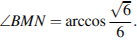 ∠BMN = arccos √6/6.